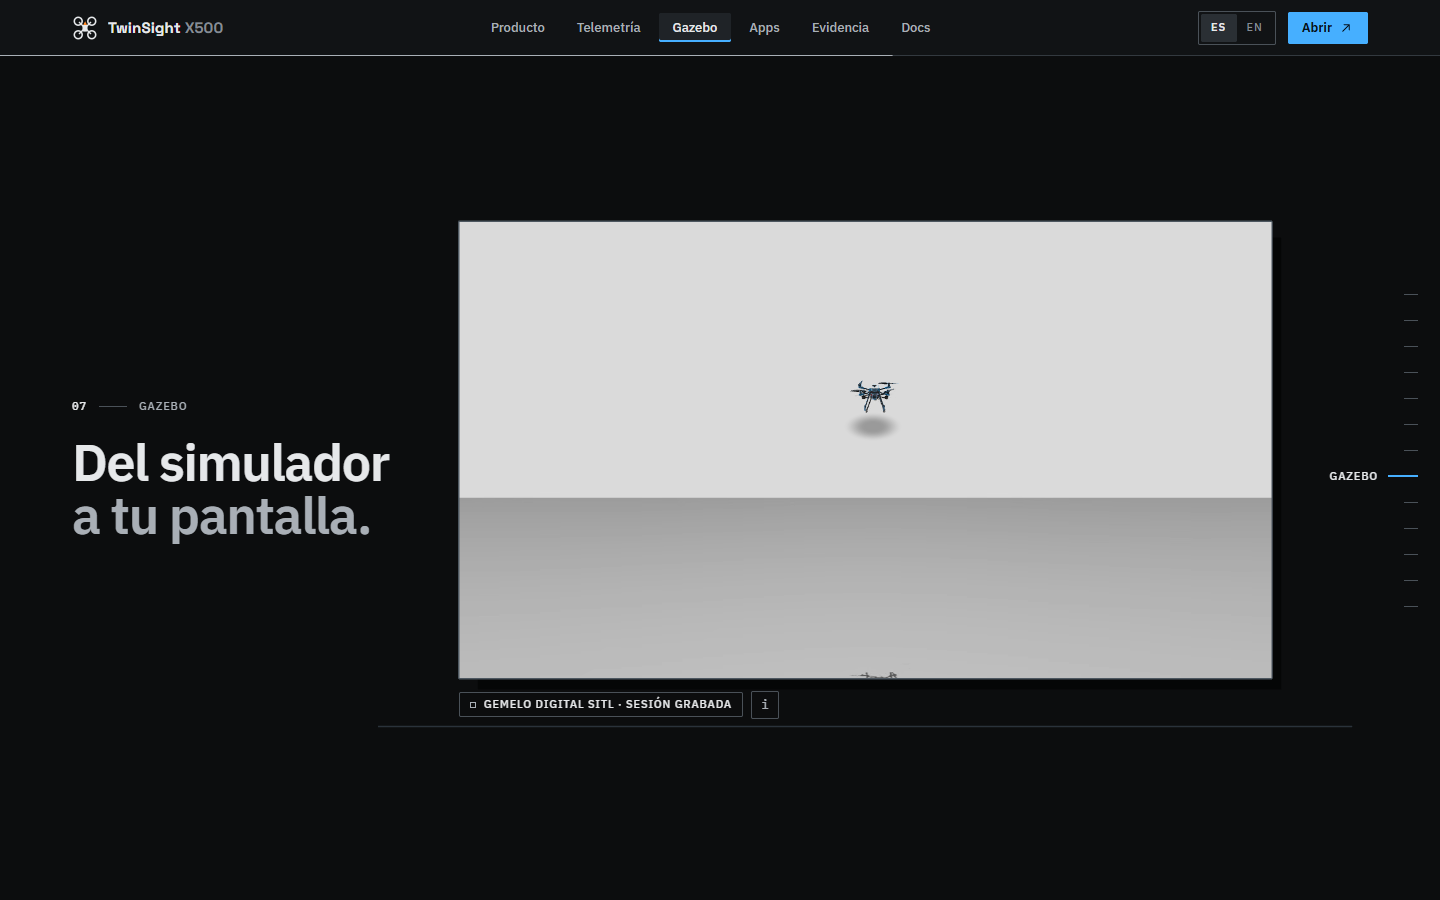 TwinSight X500
Producto
Telemetría
Gazebo
Apps
Evidencia
Docs
ES
EN
Abrir
07
GAZEBO
Del simulador
a tu pantalla.
GEMELO DIGITAL SITL · SESIÓN GRABADA
i
GAZEBO